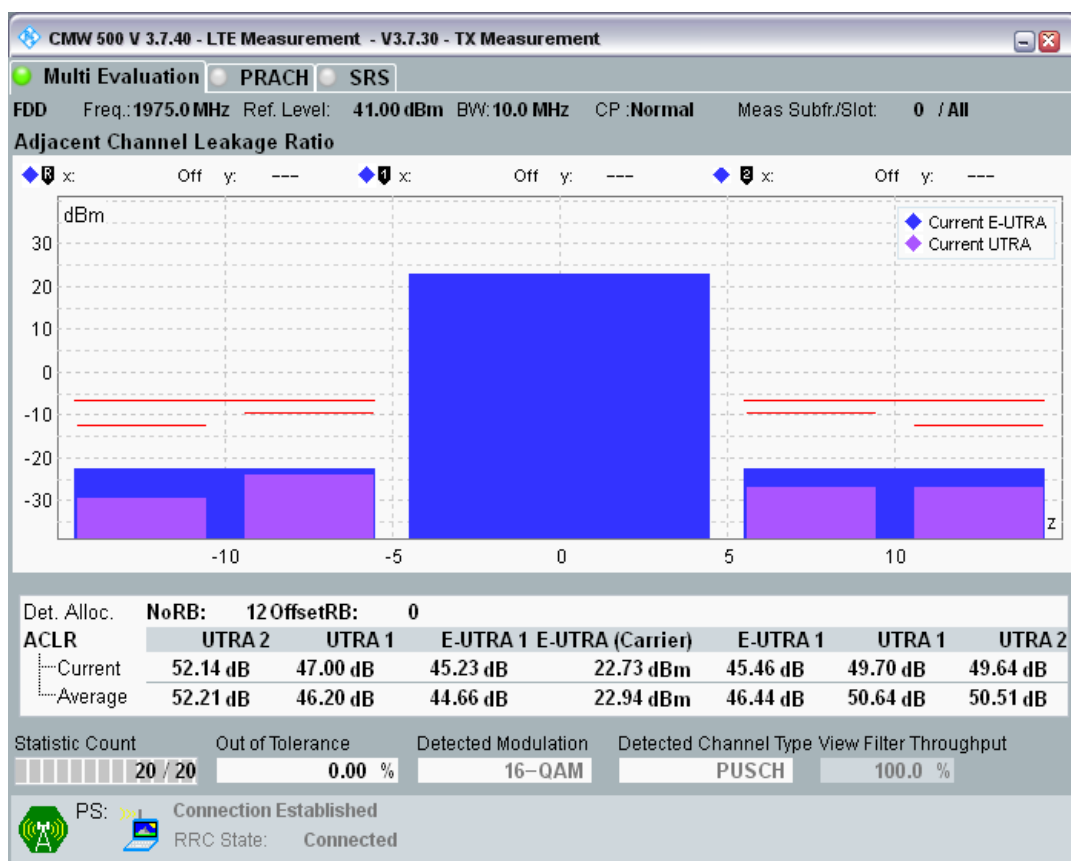 CMW 500 V 3.7.40 - LTE Measurement - V3.7.30 - TX Measurement
Multi Evaluation PRACH SRS
FDD Freq.: 1975.0 MHz Ref. Level: 41.00 dBm BW: 10.0 MHz CP :Normal Meas Subfr./Slot: 0 / All
Adjacent Channel Leakage Ratio
R x: Off y: --- 1 x: Off y: --- 2 x: Off y: ---
dBm
Current E-UTRA
Current UTRA
30
20
10
0
-10
-20
-30
z
-10 -5 0 5 10
Det. Alloc. NoRB: 12 OffsetRB: 0
ACLR UTRA 2 UTRA 1 E-UTRA 1 E-UTRA (Carrier) E-UTRA 1 UTRA 1 UTRA 2
Current 52.14 dB 47.00 dB 45.23 dB 22.73 dBm 45.46 dB 49.70 dB 49.64 dB
Average 52.21 dB 46.20 dB 44.66 dB 22.94 dBm 46.44 dB 50.64 dB 50.51 dB
Statistic Count Out of Tolerance Detected Modulation Detected Channel Type View Filter Throughput
20 / 20 0.00 % 16-QAM PUSCH 100.0 %
PS: Connection Established
RRC State: Connected